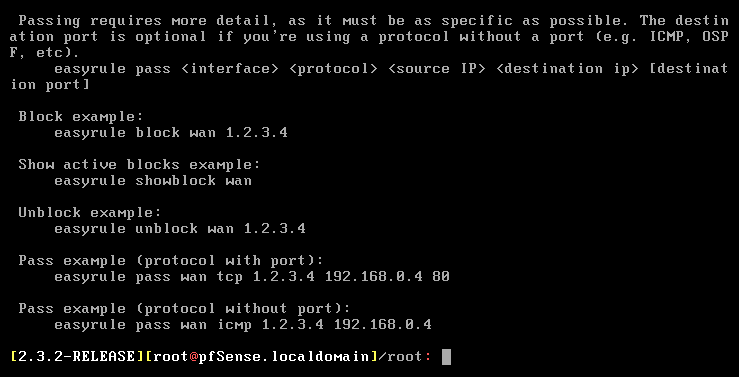 Passing requires more detail, as it must be as specific as possible. The destin
ation port is optional if you're using a protocol without a port (e.g. ICMP, OSP
F, etc).
easyrule pass <interface> <protocol> <source IP> <destination ip> [destinat
ion port]
Block example:
easyrule block wan 1.2.3.4
Show active blocks example:
easyrule showblock wan
Unblock example:
easyrule unblock wan 1.2.3.4
Pass example (protocol with port):
easyrule pass wan tcp 1.2.3.4 192.168.0.4 80
Pass example (protocol without port):
easyrule pass wan icmp 1.2.3.4 192.168.0.4
[2.3.2-RELEASE][root@pfSense.localdomain]/root: